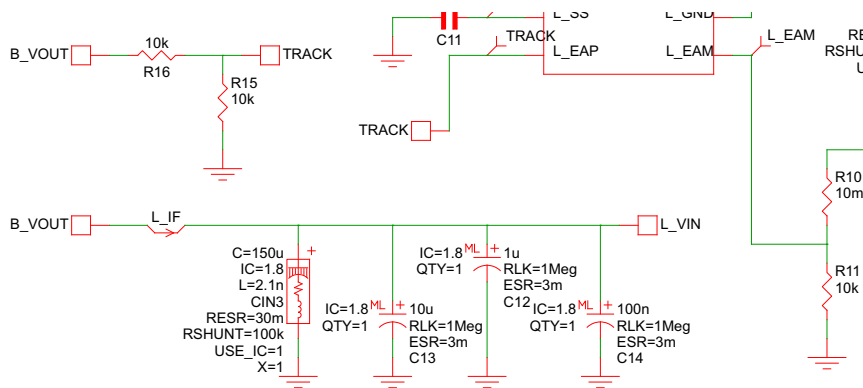 L_SS
L_GND
C11
10k
B_VOUT
TRACK
R16
R15
10k
TRACK
L_EAP
L_EAM
L_EAM
RE
RSHUN
U
TRACK
R10
10m
B_VOUT
L_IF
L_VIN
C=150u
IC=1.8
L=2.1n
CIN3
RESR=30m
RSHUNT=100k
USE_IC=1
X=1
+
IC=1.8
QTY=1
ML
+
10u
RLK=1Meg
ESR=3m
C13
IC=1.8
QTY=1
ML
+
1u
RLK=1Meg
ESR=3m
C12
IC=1.8
QTY=1
ML
+
100n
RLK=1Meg
ESR=3m
C14
R11
10k